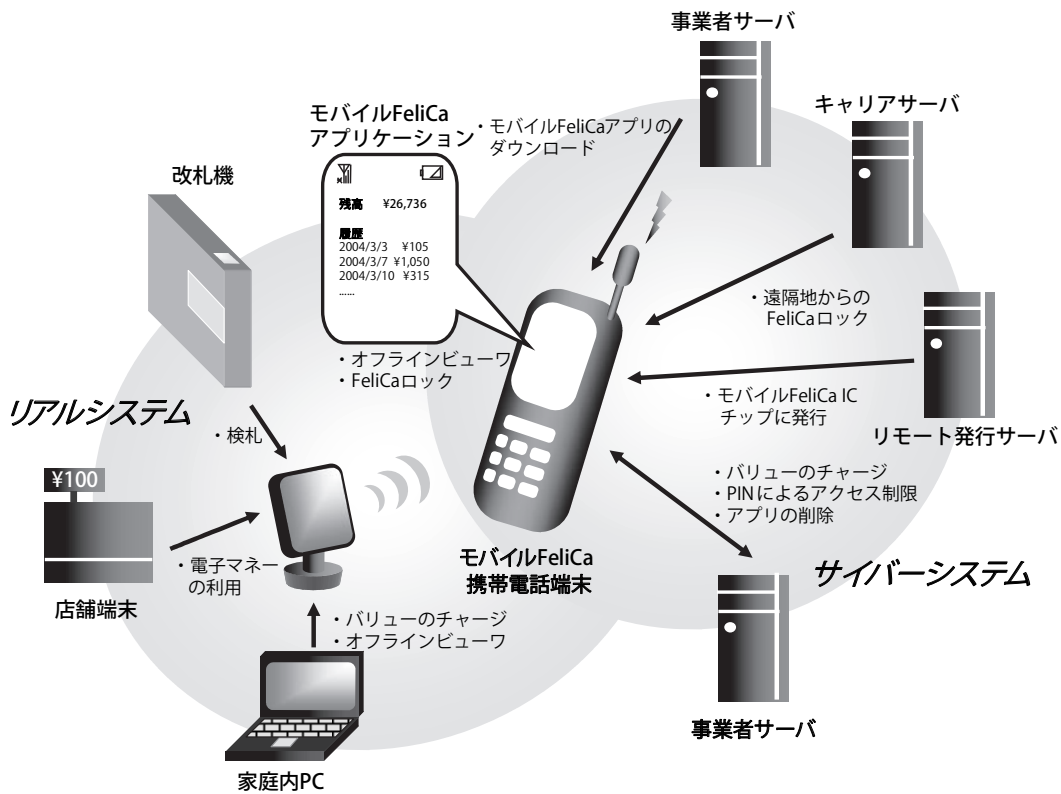 事業者サーバ
キャリアサーバ
モバイルFeliCa
アプリケーション
・モバイルFeliCaアプリの
ダウンロード
改札機
残高 ¥26,736
履歴
2004/3/3 ¥105
2004/3/7 ¥1,050
2004/3/10 ¥315
......
・遠隔地からの
FeliCaロック
・オフラインビューワ
・FeliCaロック
リアルシステム
・検札
・モバイルFeliCa IC
チップに発行
リモート発行サーバ
¥100
・バリューのチャージ
・PINによるアクセス制限
・アプリの削除
・電子マネー
の利用
店舗端末
モバイルFeliCa
携帯電話端末
サイバーシステム
・バリューのチャージ
・オフラインビューワ
事業者サーバ
家庭内PC